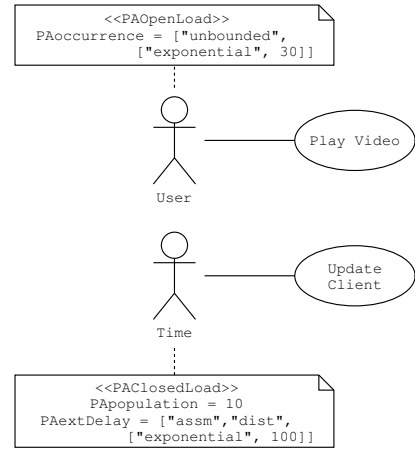 <<PAOpenLoad>>
PAoccurrence = ["unbounded",
["exponential", 30]]
Play Video
User
Update
Client
Time
<<PAClosedLoad>>
PApopulation = 10
PAextDelay = ["assm","dist",
["exponential", 100]]